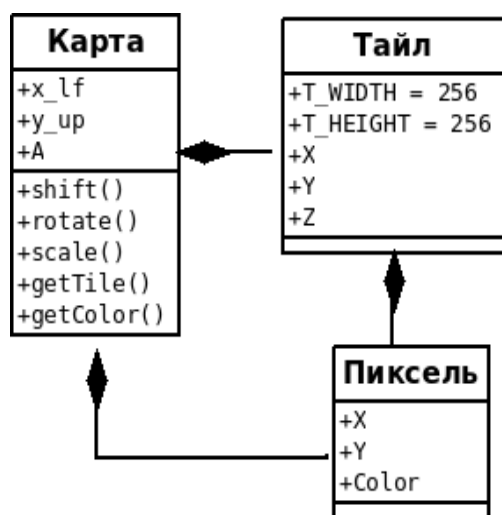 Карта
+x_lf
+y_up
+A
+shift()
+rotate()
+scale()
+getTile()
+getColor()
Тайл
+T_WIDTH = 256
+T_HEIGHT = 256
+X
+Y
+Z
Пиксель
+X
+Y
+Color